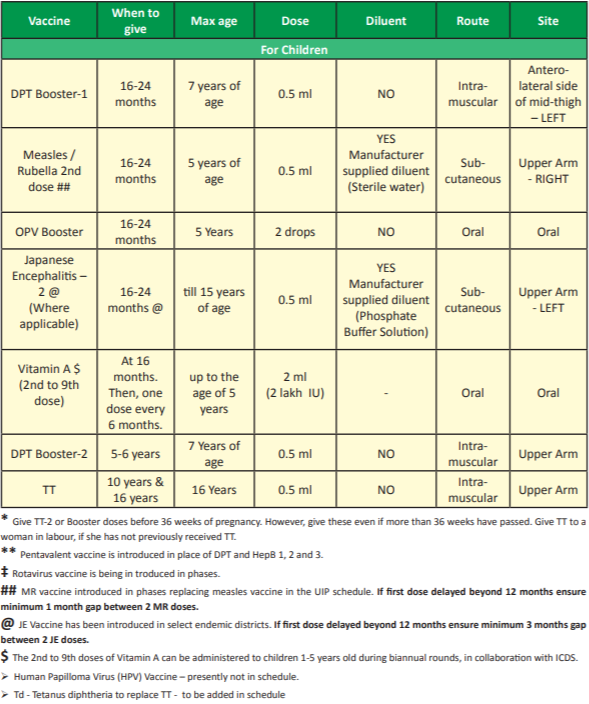 Vaccine When to give Max age Dose Diluent Route Site
For Children
DPT Booster-1 16-24 months 7 years of age 0.5 ml NO Intra-muscular Antero-lateral side of mid-thigh – LEFT
Measles / Rubella 2nd dose ## 16-24 months 5 years of age 0.5 ml YES Manufacturer supplied diluent (Sterile water) Sub-cutaneous Upper Arm - RIGHT
OPV Booster 16-24 months 5 Years 2 drops NO Oral Oral
Japanese Encephalitis – 2 @ (Where applicable) 16-24 months @ till 15 years of age 0.5 ml YES Manufacturer supplied diluent (Phosphate Buffer Solution) Sub-cutaneous Upper Arm - LEFT
Vitamin A $ (2nd to 9th dose) At 16 months. Then, one dose every 6 months. up to the age of 5 years 2 ml (2 lakh IU) - Oral Oral
DPT Booster-2 5-6 years 7 Years of age 0.5 ml NO Intra-muscular Upper Arm
TT 10 years & 16 years 16 Years 0.5 ml NO Intra-muscular Upper Arm
* Give TT-2 or Booster doses before 36 weeks of pregnancy. However, give these even if more than 36 weeks have passed. Give TT to a
woman in labour, if she has not previously received TT.
** Pentavalent vaccine is introduced in place of DPT and HepB 1, 2 and 3.
‡ Rotavirus vaccine is being in troduced in phases.
## MR vaccine introduced in phases replacing measles vaccine in the UIP schedule. If first dose delayed beyond 12 months ensure
minimum 1 month gap between 2 MR doses.
@ JE Vaccine has been introduced in select endemic districts. If first dose delayed beyond 12 months ensure minimum 3 months gap
between 2 JE doses.
$ The 2nd to 9th doses of Vitamin A can be administered to children 1-5 years old during biannual rounds, in collaboration with ICDS.
➢ Human Papilloma Virus (HPV) Vaccine – presently not in schedule.
➢ Td - Tetanus diphtheria to replace TT - to be added in schedule